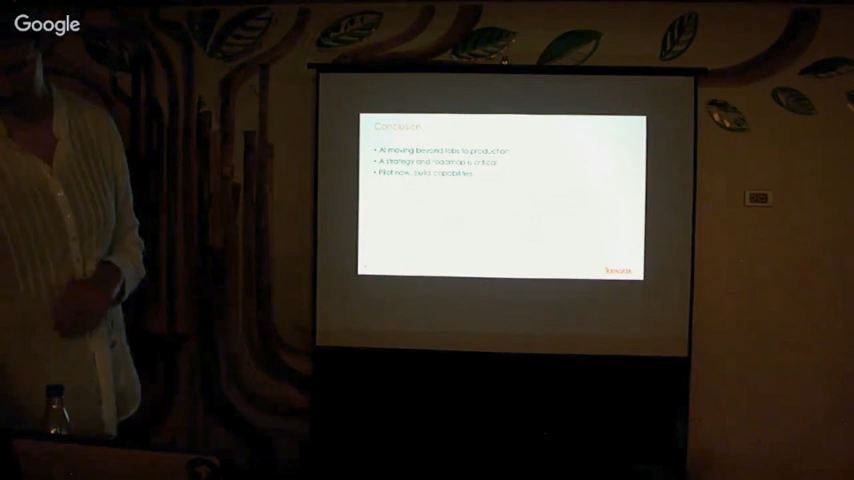 Google
Conclusion
• AI moving beyond labs to production
• A strategy and roadmap is critical
• Pilot now, build capabilities